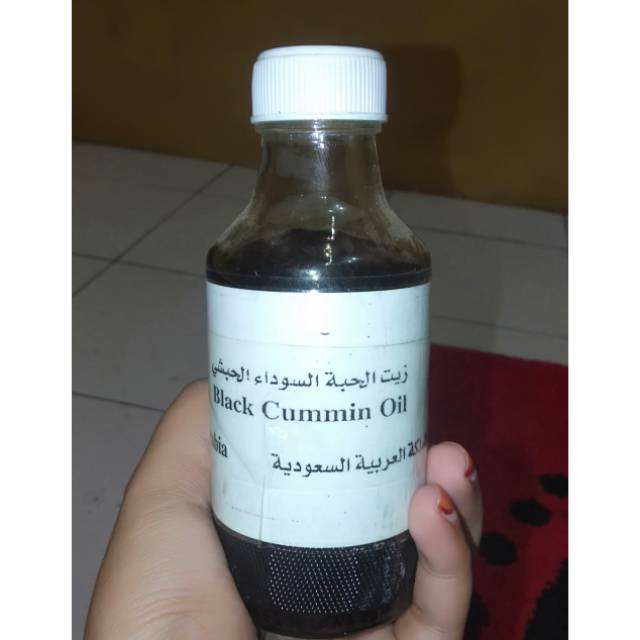 زيت الحبة السوداء الحبشي
Black Cummin Oil
العربية السعودية